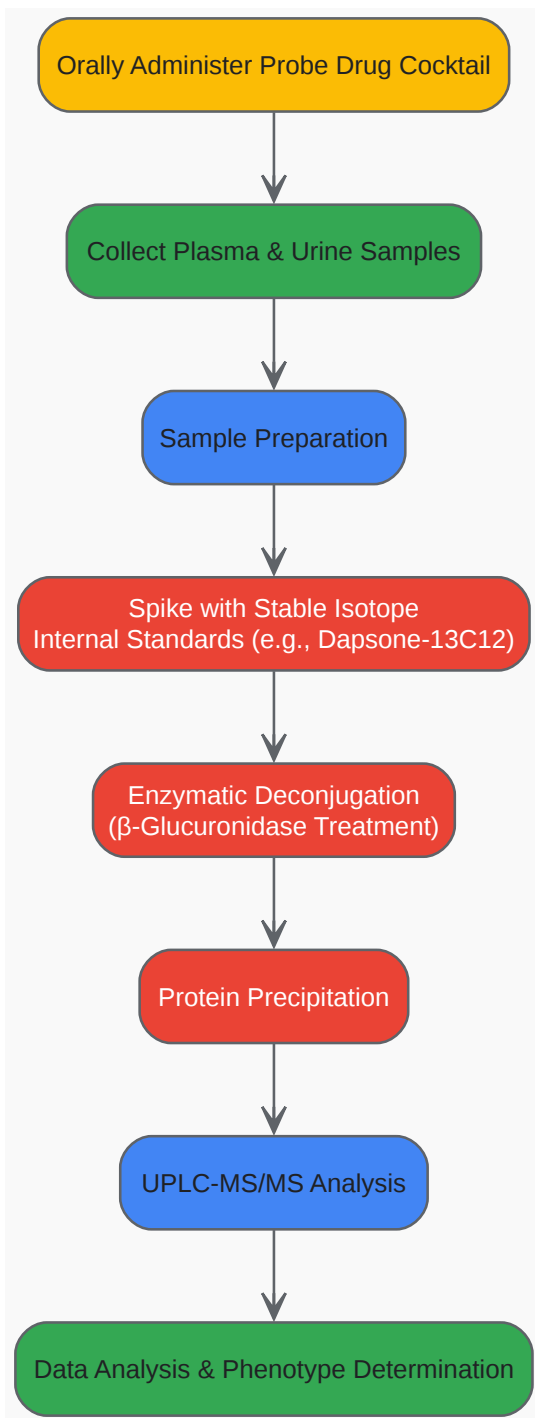 Orally Administer Probe Drug Cocktail
Collect Plasma & Urine Samples
Sample Preparation
Spike with Stable Isotope
Internal Standards (e.g., Dapsone-13C12)
Enzymatic Deconjugation
(β-Glucuronidase Treatment)
Protein Precipitation
UPLC-MS/MS Analysis
Data Analysis & Phenotype Determination